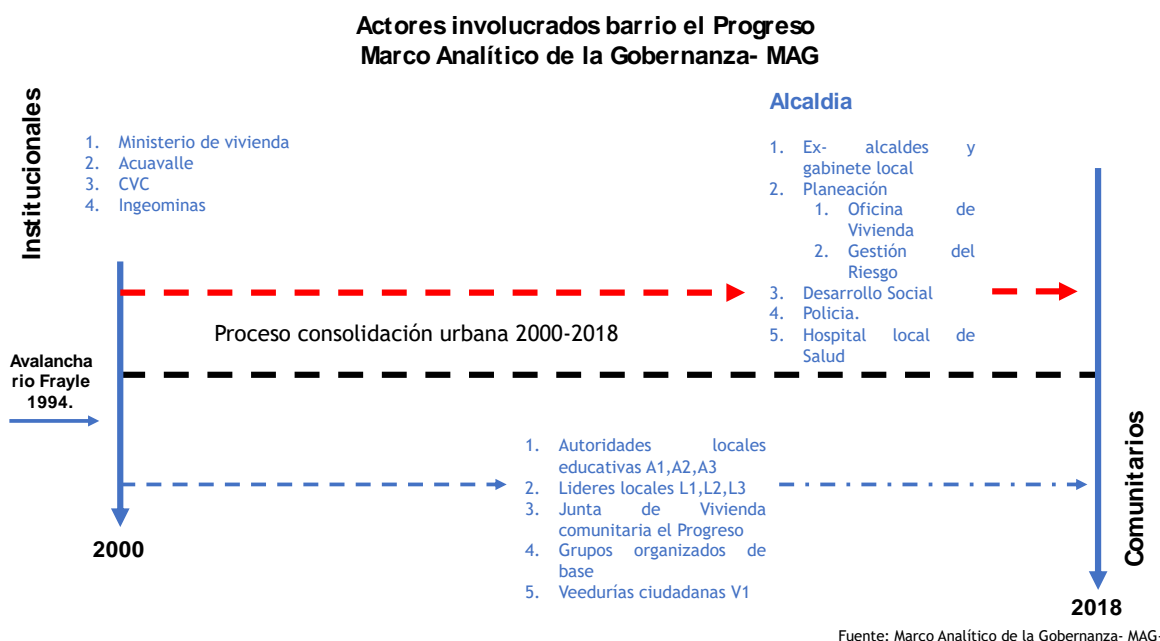 Actores involucrados barrio el Progreso
Marco Analítico de la Gobernanza- MAG
Institucionales
1. Ministerio de vivienda
2. Acuavalle
3. CVC
4. Ingeominas
Alcaldia
1. Ex- alcaldes y
gabinete local
2. Planeación
1. Oficina de
Vivienda
2. Gestión del
Riesgo
3. Desarrollo Social
4. Policia.
5. Hospital local de
Salud
Proceso consolidación urbana 2000-2018
Avalancha
rio Frayle
1994.
1. Autoridades locales
educativas A1,A2,A3
2. Lideres locales L1,L2,L3
3. Junta de Vivienda
comunitaria el Progreso
4. Grupos organizados de
base
5. Veedurías ciudadanas V1
Comunitarios
2000
2018
Fuente: Marco Analítico de la Gobernanza- MAG